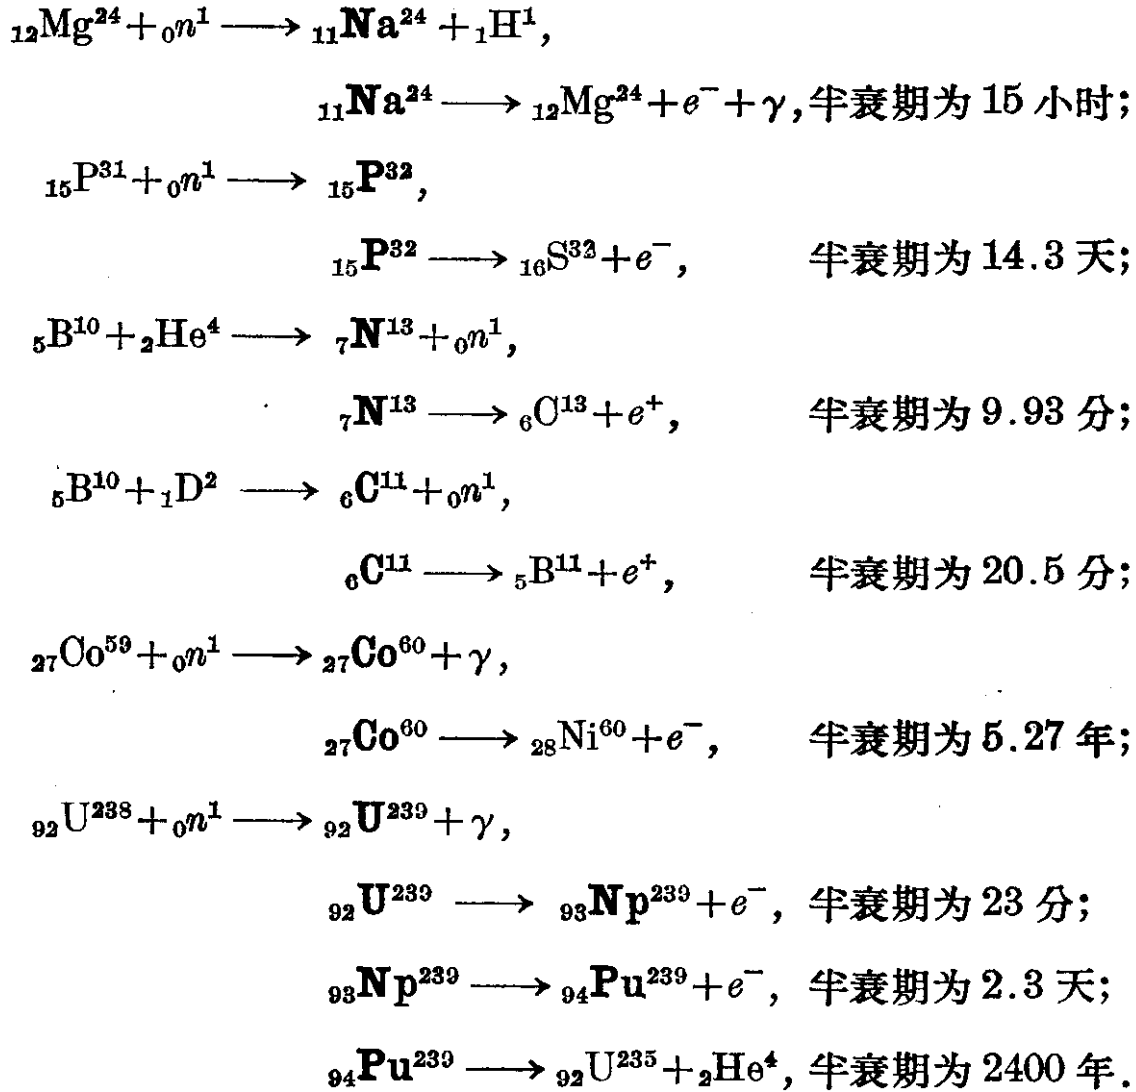 ₁₂Mg²⁴+₀n¹ ⟶ ₁₁Na²⁴+₁H¹,
₁₁Na²⁴ ⟶ ₁₂Mg²⁴+e⁻+γ,半衰期为 15 小时;
₁₅P³¹+₀n¹ ⟶ ₁₅P³²,
₁₅P³² ⟶ ₁₆S³²+e⁻, 半衰期为 14.3 天;
₅B¹⁰+₂He⁴ ⟶ ₇N¹³+₀n¹,
₇N¹³ ⟶ ₆C¹³+e⁺, 半衰期为 9.93 分;
₅B¹⁰+₁D² ⟶ ₆C¹¹+₀n¹,
₆C¹¹ ⟶ ₅B¹¹+e⁺, 半衰期为 20.5 分;
₂₇Co⁵⁹+₀n¹ ⟶ ₂₇Co⁶⁰+γ,
₂₇Co⁶⁰ ⟶ ₂₈Ni⁶⁰+e⁻, 半衰期为 5.27 年;
₉₂U²³⁸+₀n¹ ⟶ ₉₂U²³⁹+γ,
₉₂U²³⁹ ⟶ ₉₃Np²³⁹+e⁻, 半衰期为 23 分;
₉₃Np²³⁹ ⟶ ₉₄Pu²³⁹+e⁻, 半衰期为 2.3 天;
₉₄Pu²³⁹ ⟶ ₉₂U²³⁵+₂He⁴, 半衰期为 2400 年.